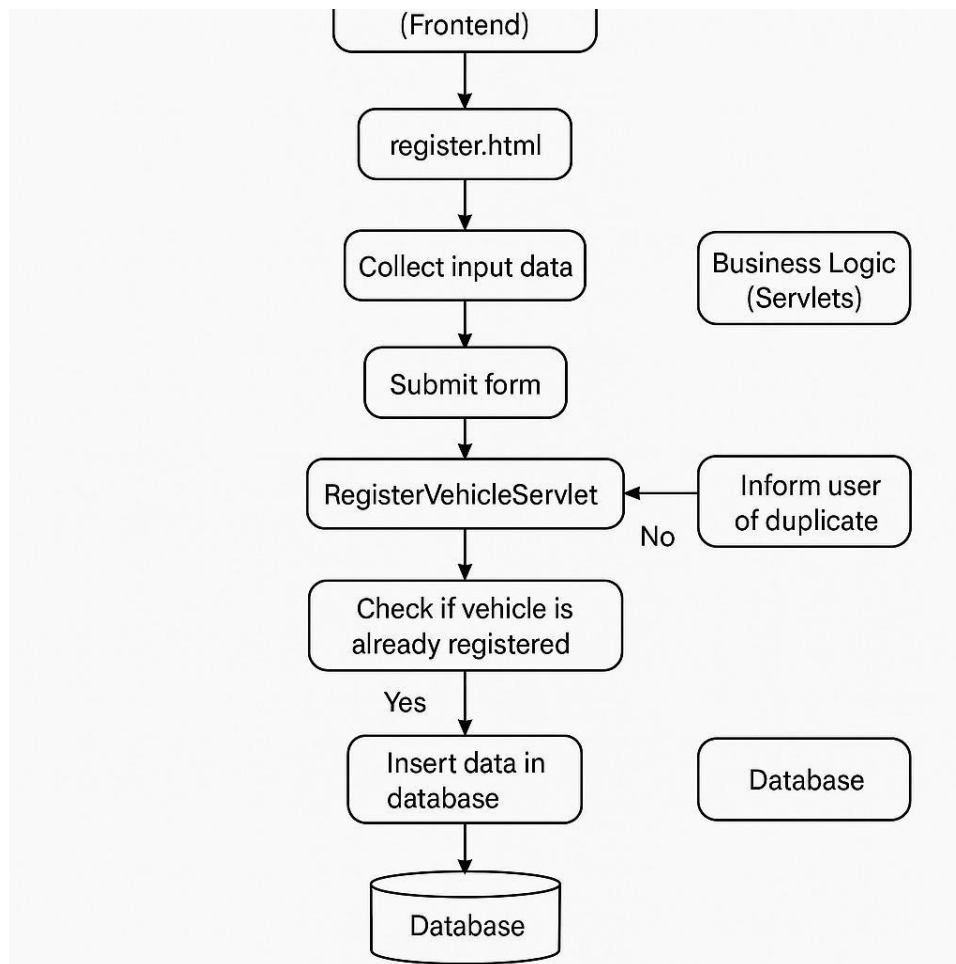 (Frontend)
register.html
Collect input data
Business Logic
(Servlets)
Submit form
RegisterVehicleServlet
Inform user
of duplicate
No
Check if vehicle is
already registered
Yes
Insert data in
database
Database
Database